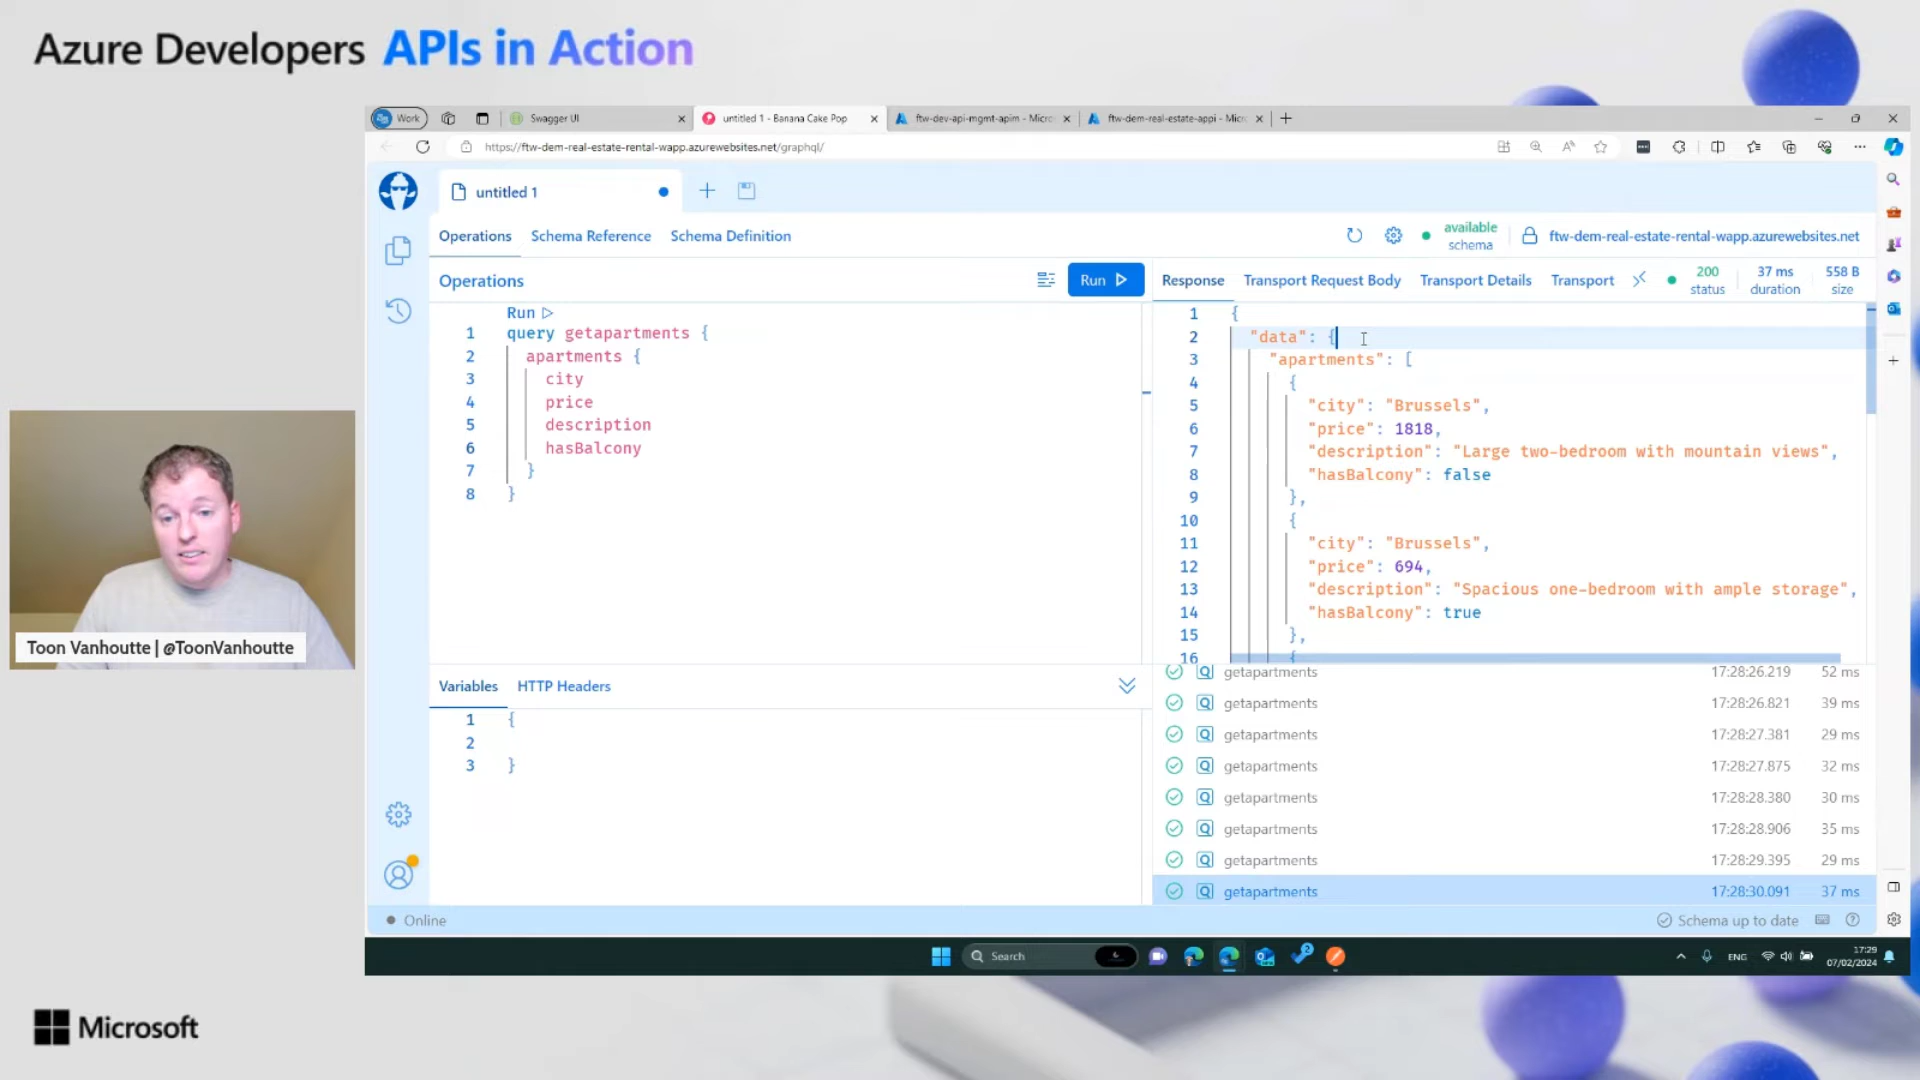 Azure Developers APIs in Action
Work
Swagger UI
untitled 1 - Banana Cake Pop
ftw-dev-api-mgmt-apim - Micro
ftw-dem-real-estate-appi - Micro
https://ftw-dem-real-estate-rental-wapp.azurewebsites.net/graphql/
untitled 1
Operations Schema Reference Schema Definition
available
schema
ftw-dem-real-estate-rental-wapp.azurewebsites.net
Operations
Run
Response Transport Request Body Transport Details Transport
200
status
37 ms
duration
558 B
size
Run
1 query getapartments {
2 apartments {
3 city
4 price
5 description
6 hasBalcony
7 }
8 }
1 {
2 "data": {
3 "apartments": [
4 {
5 "city": "Brussels",
6 "price": 1818,
7 "description": "Large two-bedroom with mountain views",
8 "hasBalcony": false
9 },
10 {
11 "city": "Brussels",
12 "price": 694,
13 "description": "Spacious one-bedroom with ample storage",
14 "hasBalcony": true
15 },
16 {
Variables HTTP Headers
1 {
2
3 }
Q getapartments 17:28:26.219 52 ms
Q getapartments 17:28:26.821 39 ms
Q getapartments 17:28:27.381 29 ms
Q getapartments 17:28:27.875 32 ms
Q getapartments 17:28:28.380 30 ms
Q getapartments 17:28:28.906 35 ms
Q getapartments 17:28:29.395 29 ms
Q getapartments 17:28:30.091 37 ms
Online
Schema up to date
Search
2
ENG
17:29
07/02/2024
Toon Vanhoutte | @ToonVanhoutte
Microsoft